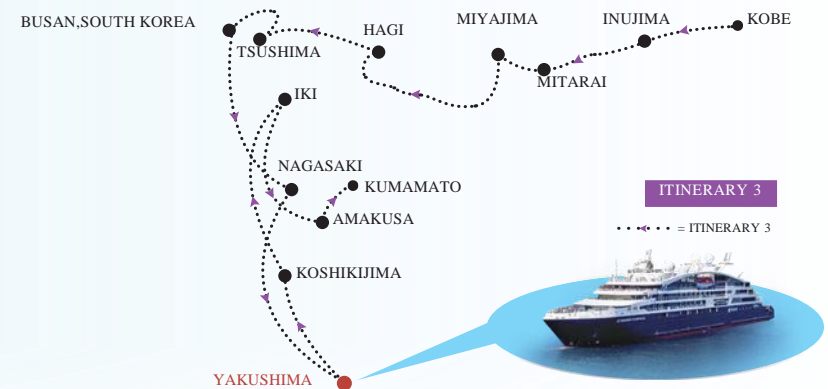 BUSAN,SOUTH KOREA
TSUSHIMA
HAGI
MIYAJIMA
INUJIMA
KOBE
MITARAI
IKI
NAGASAKI
KUMAMATO
AMAKUSA
ITINERARY 3
= ITINERARY 3
KOSHIKIJIMA
YAKUSHIMA